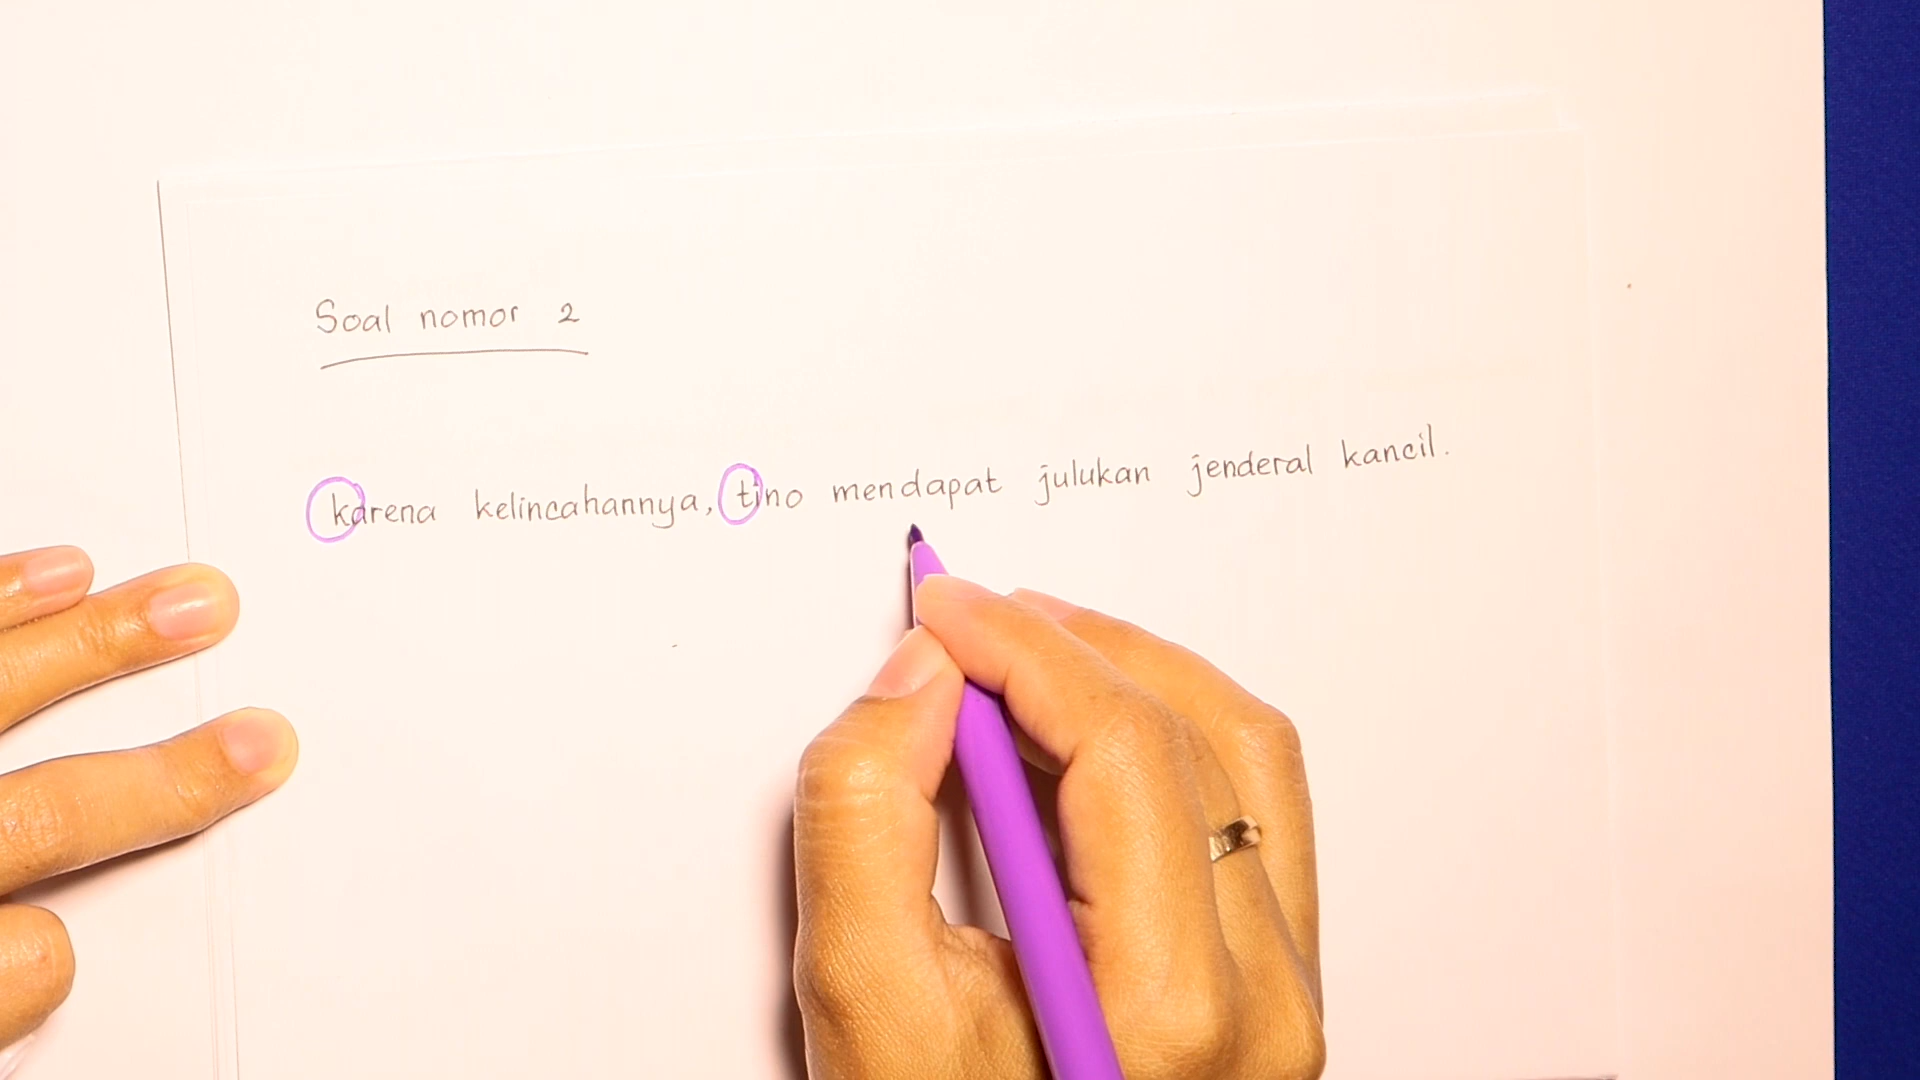 Soal nomor 2
karena kelincahannya, tino mendapat julukan jenderal kancil.